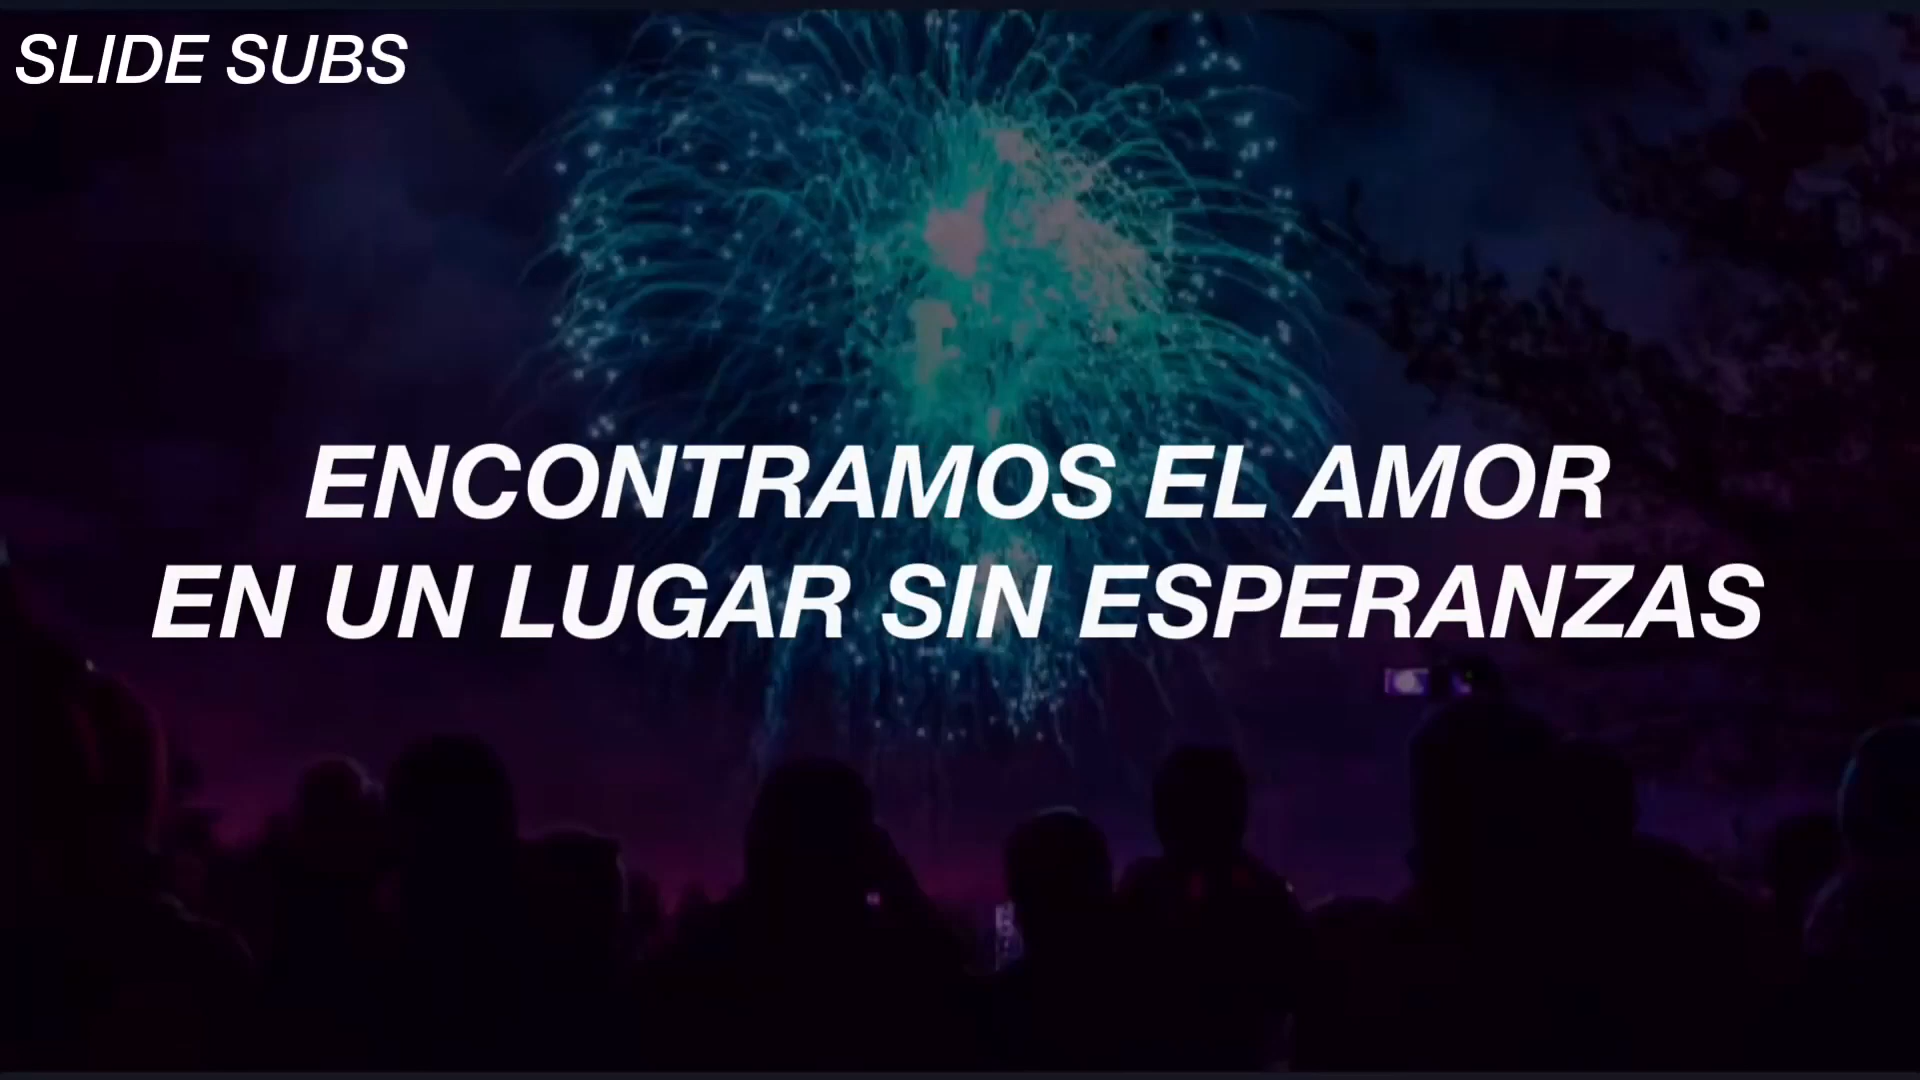 SLIDE SUBS
ENCONTRAMOS EL AMOR
EN UN LUGAR SIN ESPERANZAS